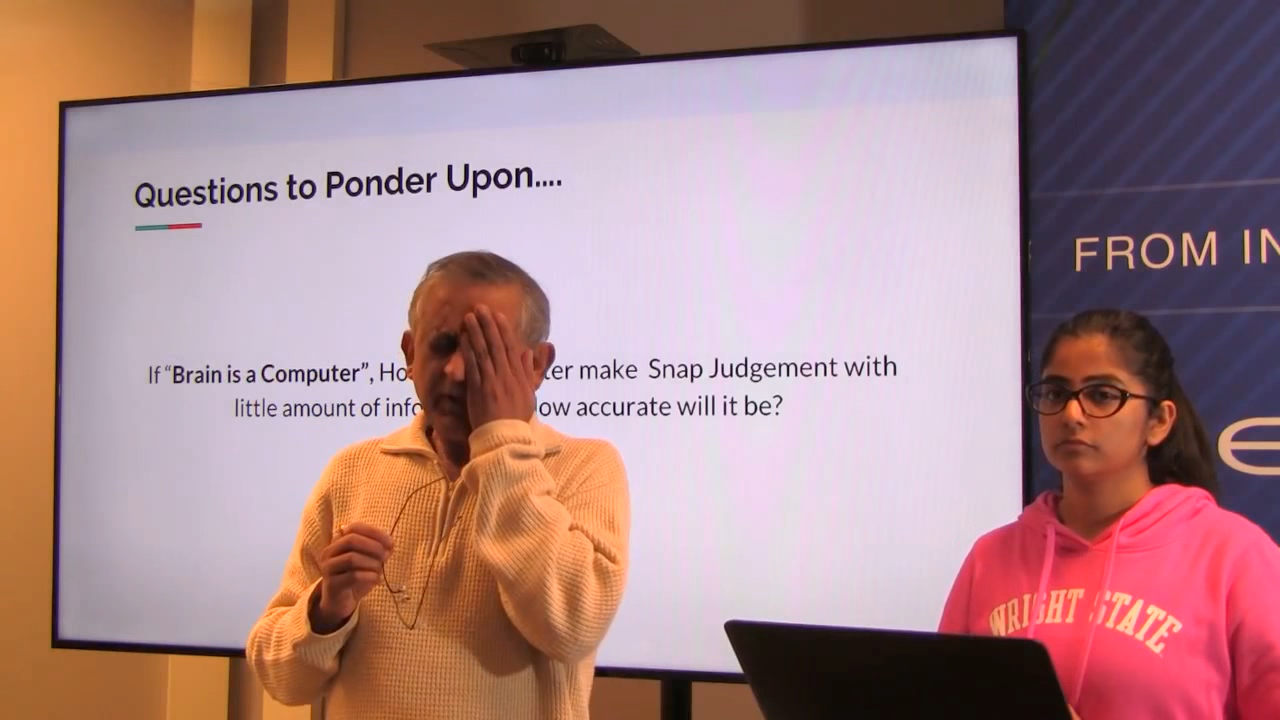 Questions to Ponder Upon....
If “Brain is a Computer”, Ho ter make Snap Judgement with
little amount of info ow accurate will it be?
FROM IN
e
WRIGHT STATE